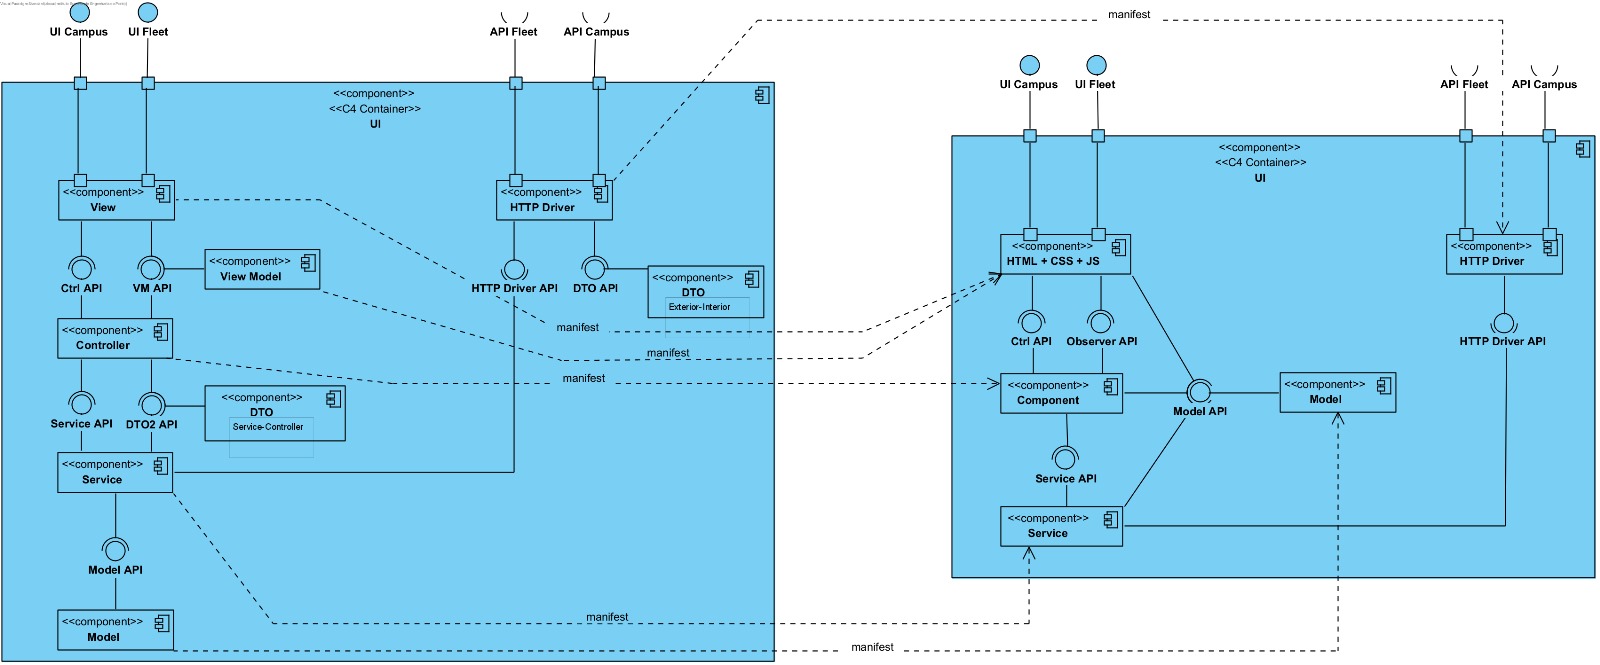 UI Campus
UI Fleet
API Fleet
API Campus
<<component>>
<<C4 Container>>
UI
<<component>>
View
<<component>>
HTTP Driver
Ctrl API
VM API
<<component>>
View Model
HTTP Driver API
DTO API
<<component>>
DTO
Exterior-Interior
<<component>>
Controller
Service API
DTO2 API
<<component>>
DTO
Service-Controller
<<component>>
Service
Model API
<<component>>
Model
manifest
manifest
manifest
manifest
manifest
manifest
UI Campus
UI Fleet
API Fleet
API Campus
<<component>>
<<C4 Container>>
UI
<<component>>
HTML + CSS + JS
<<component>>
HTTP Driver
Ctrl API
Observer API
HTTP Driver API
<<component>>
Component
Model API
<<component>>
Model
Service API
<<component>>
Service